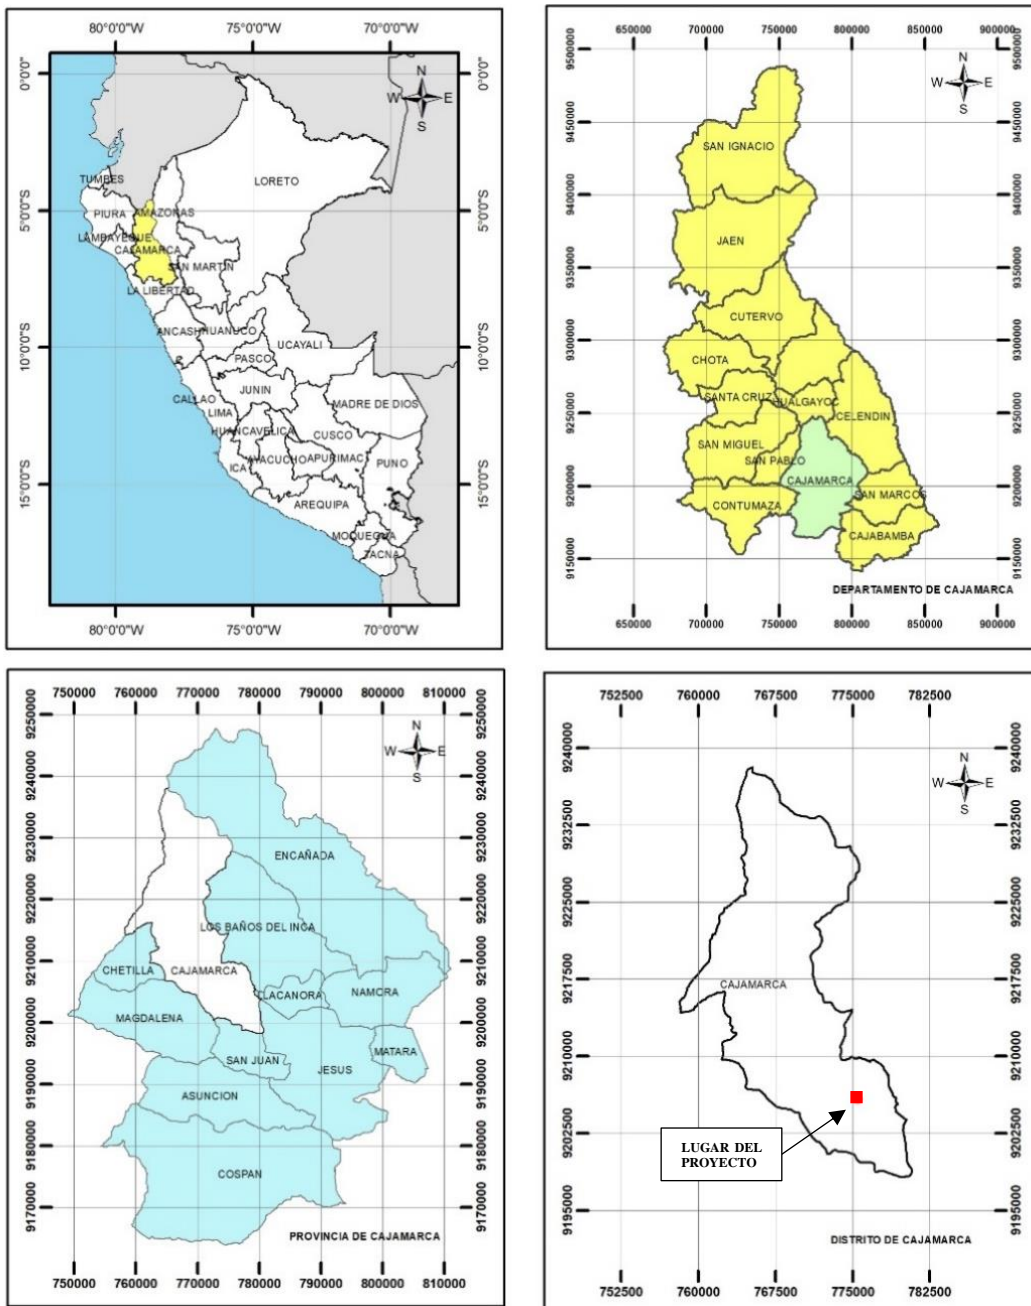 80°0'0"W 75°0'0"W 70°0'0"W
0°0'0" 5°0'0"S 10°0'0"S 15°0'0"S
N
W E
S
TUMBES
LORETO
PIURA
AMAZONAS
LAMBAYEQUE
CAJAMARCA
SAN MARTIN
LA LIBERTAD
ANCASH
HUANUCO
UCAYALI
PASCO
JUNIN
CALLAO
LIMA
MADRE DE DIOS
HUANCAVELICA
CUSCO
AYACUCHO
APURIMAC
PUNO
ICA
AREQUIPA
MOQUEGUA
TACNA
0°0'0" 5°0'0"S 10°0'0"S 15°0'0"S
80°0'0"W 75°0'0"W 70°0'0"W
650000 700000 750000 800000 850000 900000
9500000 9450000 9400000 9350000 9300000 9250000 9200000 9150000
N
W E
S
SAN IGNACIO
JAEN
CUTERVO
CHOTA
SANTA CRUZ
HUALGAYOC
CELENDIN
SAN MIGUEL
SAN PABLO
CAJAMARCA
SAN MARCOS
CONTUMAZA
CAJABAMBA
9500000 9450000 9400000 9350000 9300000 9250000 9200000 9150000
DEPARTAMENTO DE CAJAMARCA
650000 700000 750000 800000 850000 900000
750000 760000 770000 780000 790000 800000 810000
9250000 9240000 9230000 9220000 9210000 9200000 9190000 9180000 9170000
N
W E
S
ENCAÑADA
LOS BAÑOS DEL INCA
CHETILLA
CAJAMARCA
LLACANORA
NAMORA
MAGDALENA
SAN JUAN
JESUS
MATARA
ASUNCION
COSPAN
9250000 9240000 9230000 9220000 9210000 9200000 9190000 9180000 9170000
PROVINCIA DE CAJAMARCA
750000 760000 770000 780000 790000 800000 810000
752500 760000 767500 775000 782500
9240000 9232500 9225000 9217500 9210000 9202500 9195000
N
W E
S
CAJAMARCA
LUGAR DEL
PROYECTO
9240000 9232500 9225000 9217500 9210000 9202500 9195000
DISTRITO DE CAJAMARCA
752500 760000 767500 775000 782500